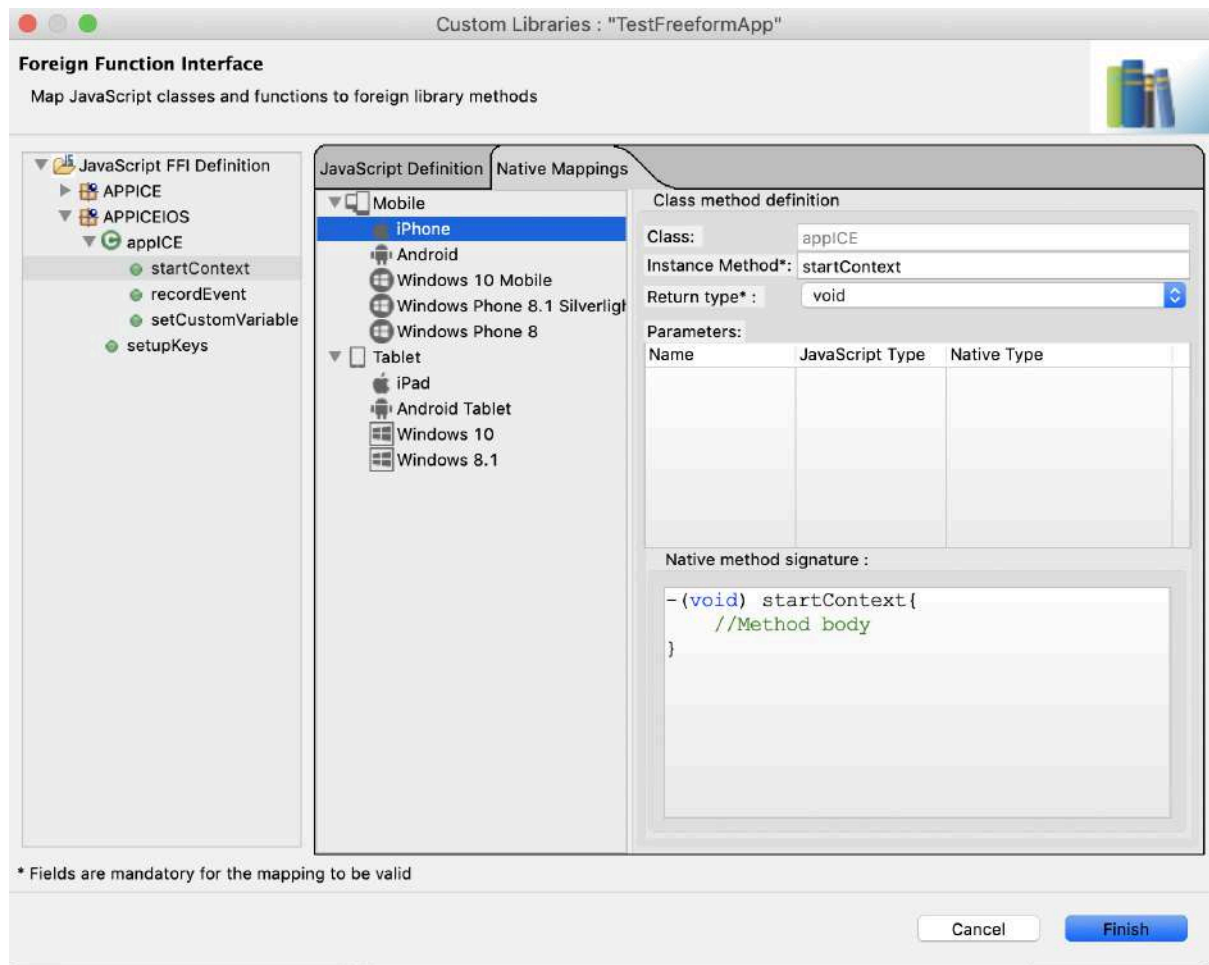 Custom Libraries : "TestFreeformApp"
Foreign Function Interface
Map JavaScript classes and functions to foreign library methods
JavaScript FFI Definition
APPICE
APPICEIOS
appICE
startContext
recordEvent
setCustomVariable
setupKeys
JavaScript Definition
Native Mappings
Mobile
iPhone
Android
Windows 10 Mobile
Windows Phone 8.1 Silverligh
Windows Phone 8
Tablet
iPad
Android Tablet
Windows 10
Windows 8.1
Class method definition
Class: appICE
Instance Method*: startContext
Return type* : void
Parameters:
Name JavaScript Type Native Type
Native method signature :
-(void) startContext{
//Method body
}
* Fields are mandatory for the mapping to be valid
Cancel Finish